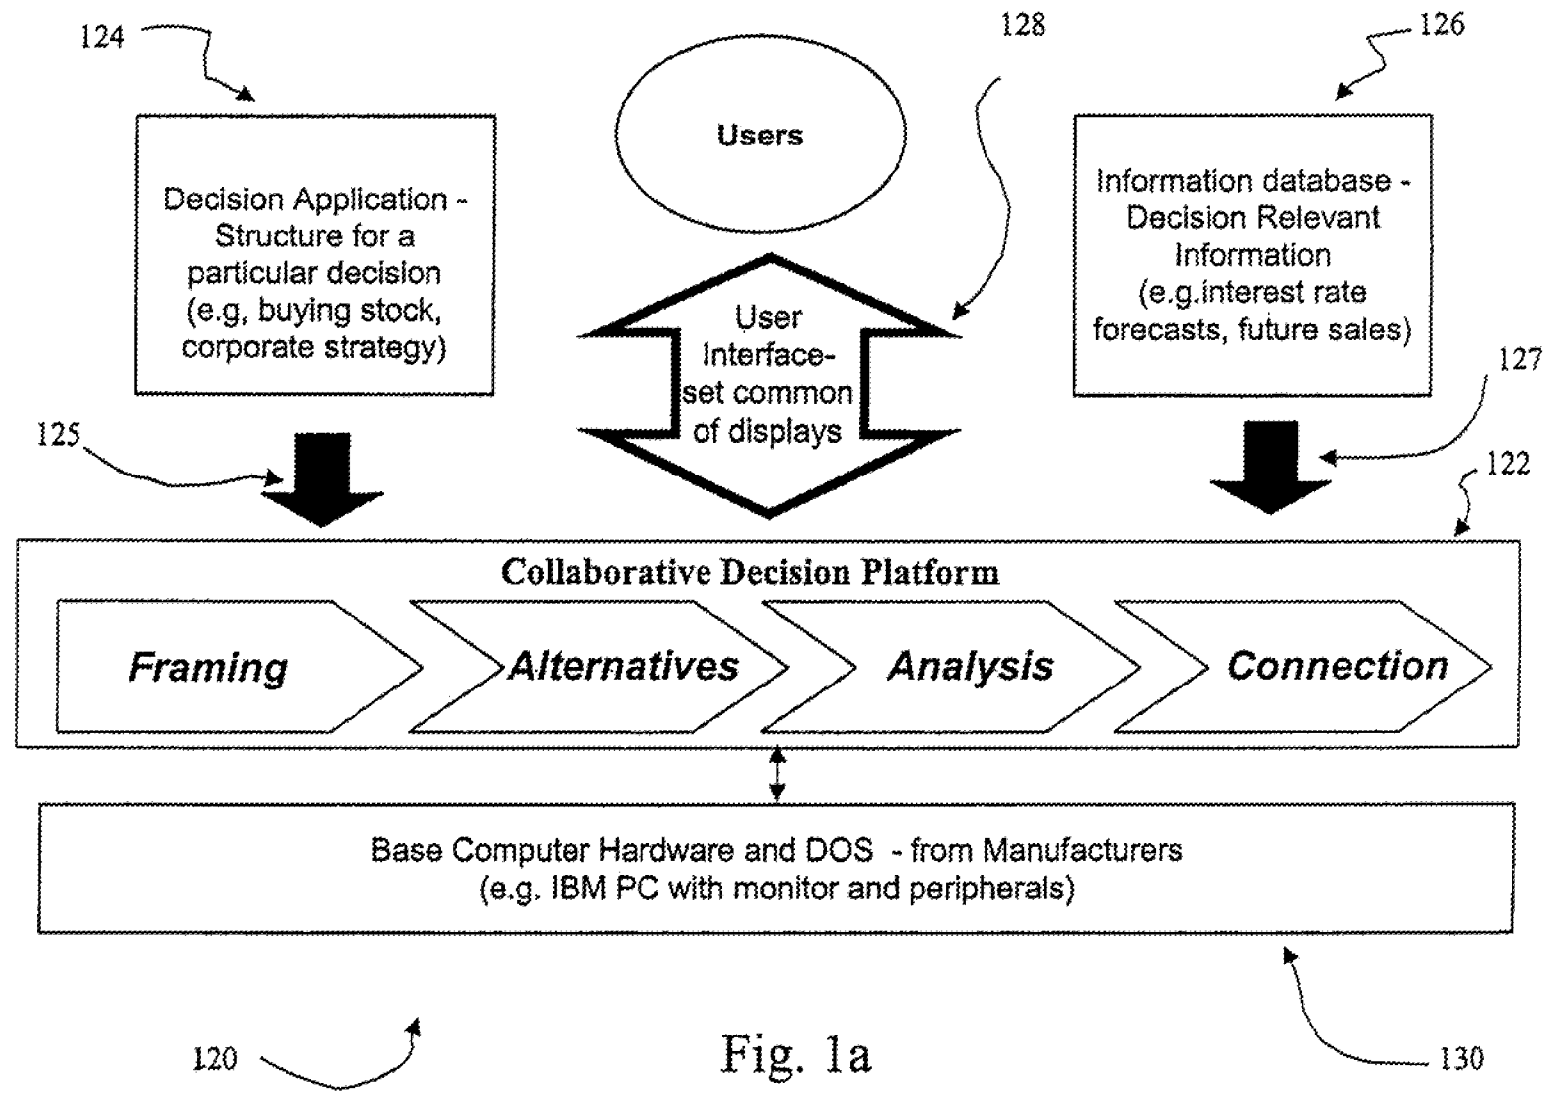 124
128
126
Users
Decision Application -
Structure for a
particular decision
(e.g, buying stock,
corporate strategy)
User
Interface-
set common
of displays
Information database -
Decision Relevant
Information
(e.g.interest rate
forecasts, future sales)
125
127
122
Collaborative Decision Platform
Framing
Alternatives
Analysis
Connection
Base Computer Hardware and DOS - from Manufacturers
(e.g. IBM PC with monitor and peripherals)
120
Fig. 1a
130